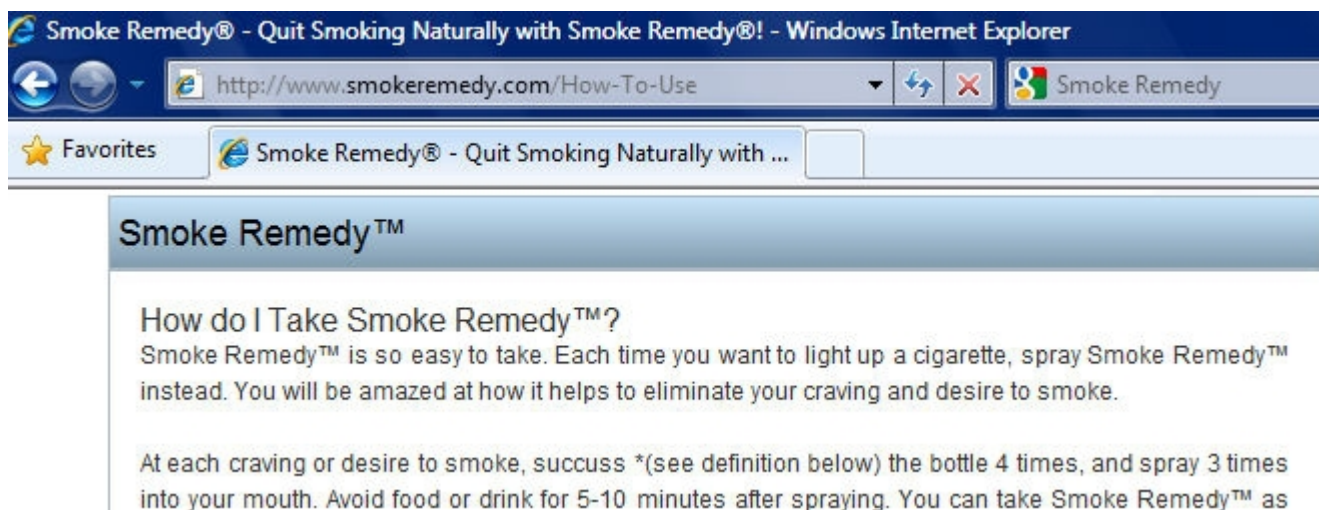 Smoke Remedy® - Quit Smoking Naturally with Smoke Remedy®! - Windows Internet Explorer
http://www.smokeremedy.com/How-To-Use
Smoke Remedy
Favorites
Smoke Remedy® - Quit Smoking Naturally with ...
Smoke Remedy™
How do I Take Smoke Remedy™?
Smoke Remedy™ is so easy to take. Each time you want to light up a cigarette, spray Smoke Remedy™
instead. You will be amazed at how it helps to eliminate your craving and desire to smoke.
At each craving or desire to smoke, succuss *(see definition below) the bottle 4 times, and spray 3 times
into your mouth. Avoid food or drink for 5-10 minutes after spraying. You can take Smoke Remedy™ as